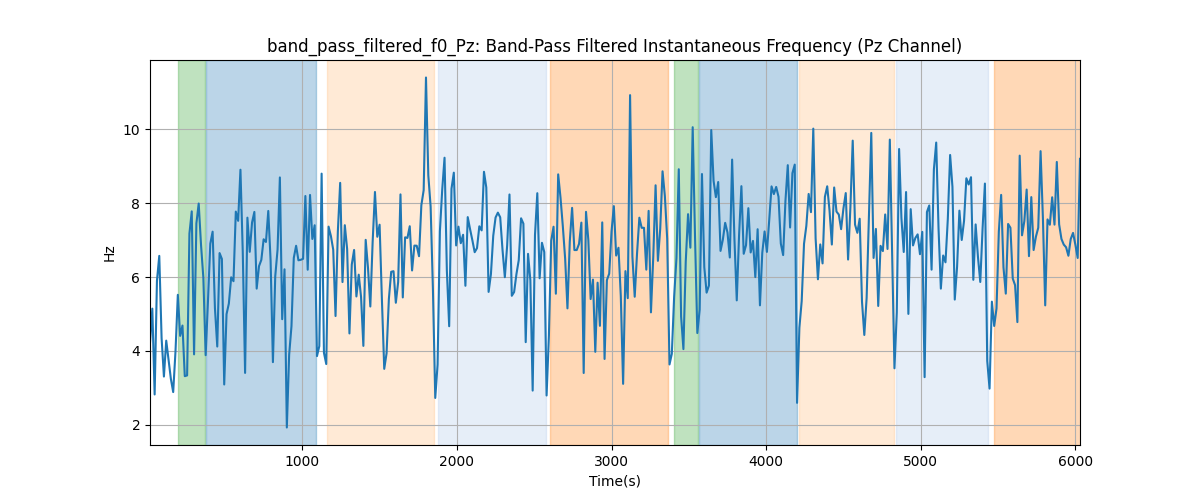 band_pass_filtered_f0_Pz: Band-Pass Filtered Instantaneous Frequency (Pz Channel)
10
8
6
4
2
Hz
1000 2000 3000 4000 5000 6000
Time(s)